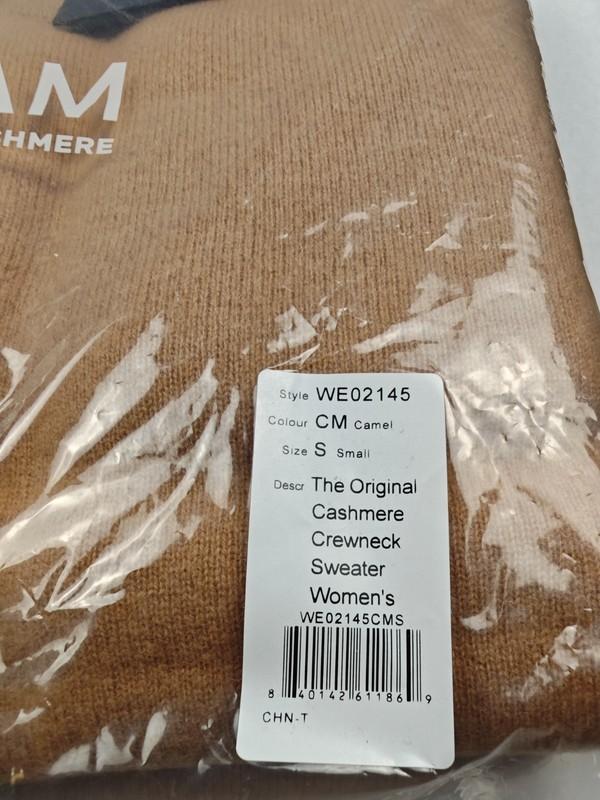 AM
SHMERE
Style WE02145
Colour CM Camel
Size S Small
Descr The Original
Cashmere
Crewneck
Sweater
Women's
WE02145CMS
8 40142 61186 9
CHN-T